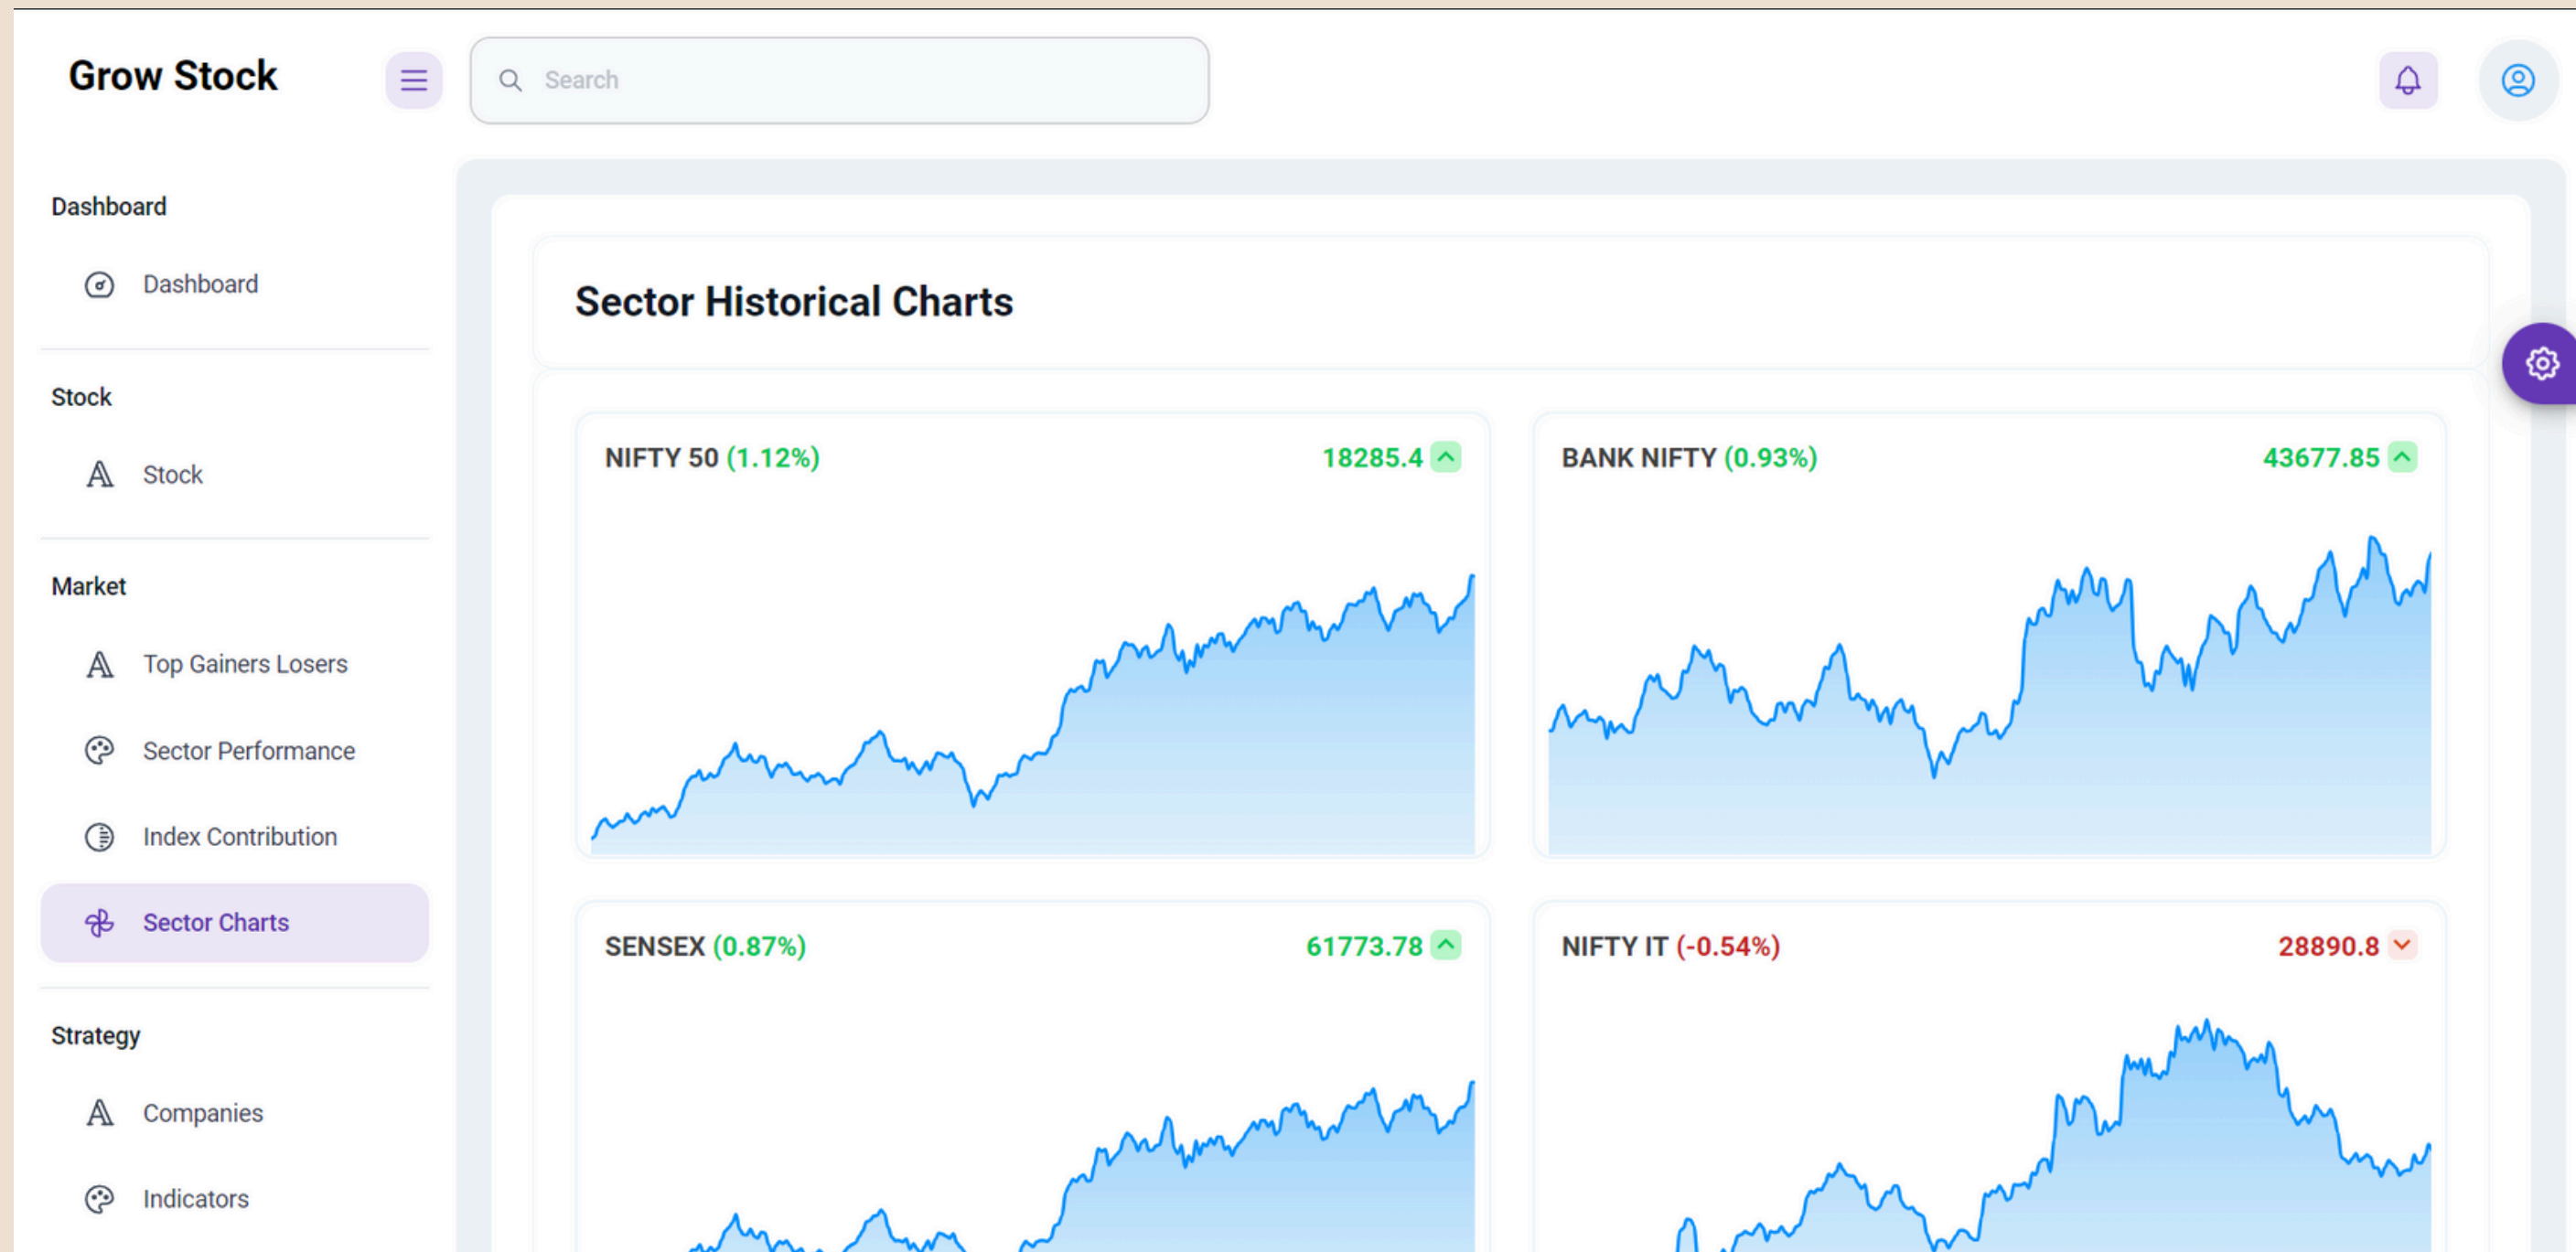 Grow Stock
Search
Dashboard
Dashboard
Stock
Stock
Market
Top Gainers Losers
Sector Performance
Index Contribution
Sector Charts
Strategy
Companies
Indicators
Sector Historical Charts
NIFTY 50 (1.12%) 18285.4
BANK NIFTY (0.93%) 43677.85
SENSEX (0.87%) 61773.78
NIFTY IT (-0.54%) 28890.8